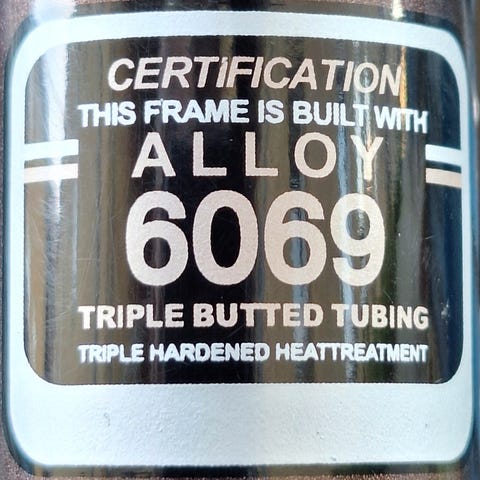 CERTIFICATION
THIS FRAME IS BUILT WITH
ALLOY
6069
TRIPLE BUTTED TUBING
TRIPLE HARDENED HEATTREATMENT